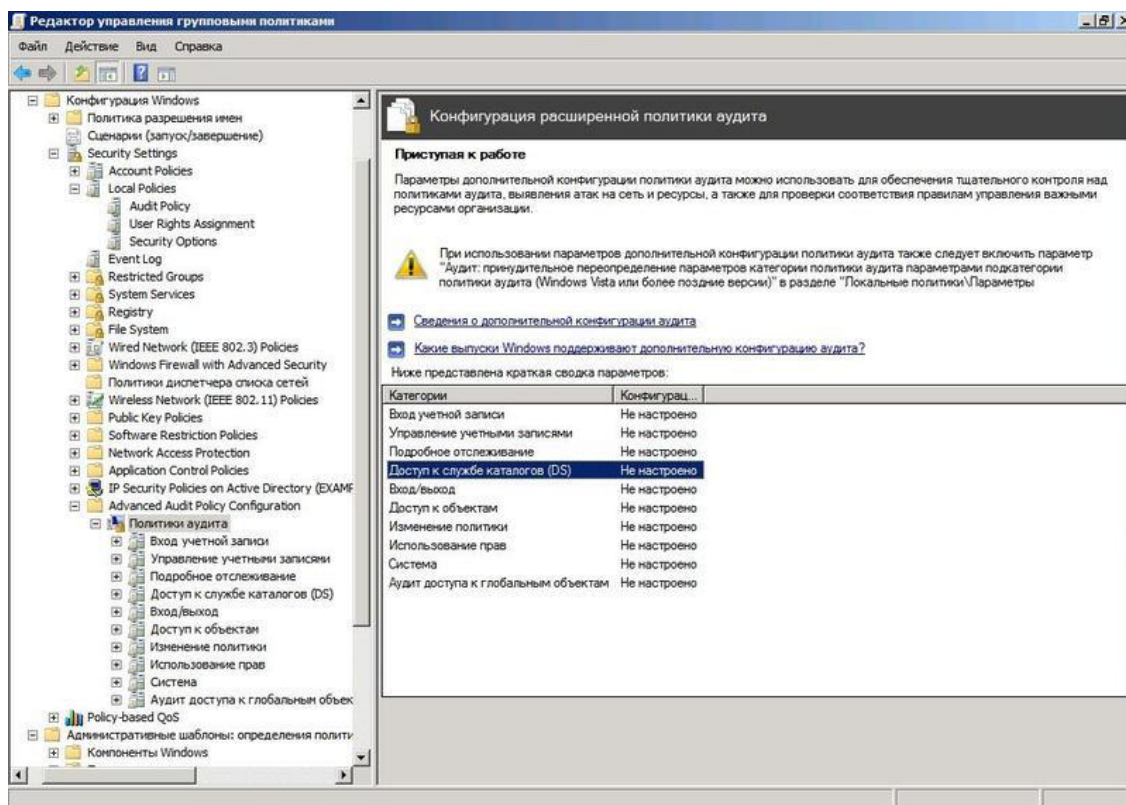 Редактор управления групповыми политиками
Файл Действие Вид Справка
Конфигурация Windows
Политика разрешения имен
Сценарии (запуск/завершение)
Security Settings
Account Policies
Local Policies
Audit Policy
User Rights Assignment
Security Options
Event Log
Restricted Groups
System Services
Registry
File System
Wired Network (IEEE 802.3) Policies
Windows Firewall with Advanced Security
Политики диспетчера списка сетей
Wireless Network (IEEE 802.11) Policies
Public Key Policies
Software Restriction Policies
Network Access Protection
Application Control Policies
IP Security Policies on Active Directory (EXAMP
Advanced Audit Policy Configuration
Политики аудита
Вход учетной записи
Управление учетными записями
Подробное отслеживание
Доступ к службе каталогов (DS)
Вход/выход
Доступ к объектам
Изменение политики
Использование прав
Система
Аудит доступа к глобальным объек
Policy-based QoS
Административные шаблоны: определения полити
Компоненты Windows
Конфигурация расширенной политики аудита
Приступая к работе
Параметры дополнительной конфигурации политики аудита можно использовать для обеспечения тщательного контроля над
политиками аудита, выявления атак на сеть и ресурсы, а также для проверки соответствия правилам управления важными
ресурсами организации.
При использовании параметров дополнительной конфигурации политики аудита также следует включить параметр
"Аудит: принудительное переопределение параметров категории политики аудита параметрами подкатегории
политики аудита (Windows Vista или более поздние версии)" в разделе "Локальные политики\Параметры
Сведения о дополнительной конфигурации аудита
Какие выпуски Windows поддерживают дополнительную конфигурацию аудита?
Ниже представлена краткая сводка параметров:
Категории Конфигурац...
Вход учетной записи Не настроено
Управление учетными записями Не настроено
Подробное отслеживание Не настроено
Доступ к службе каталогов (DS) Не настроено
Вход/выход Не настроено
Доступ к объектам Не настроено
Изменение политики Не настроено
Использование прав Не настроено
Система Не настроено
Аудит доступа к глобальным объектам Не настроено